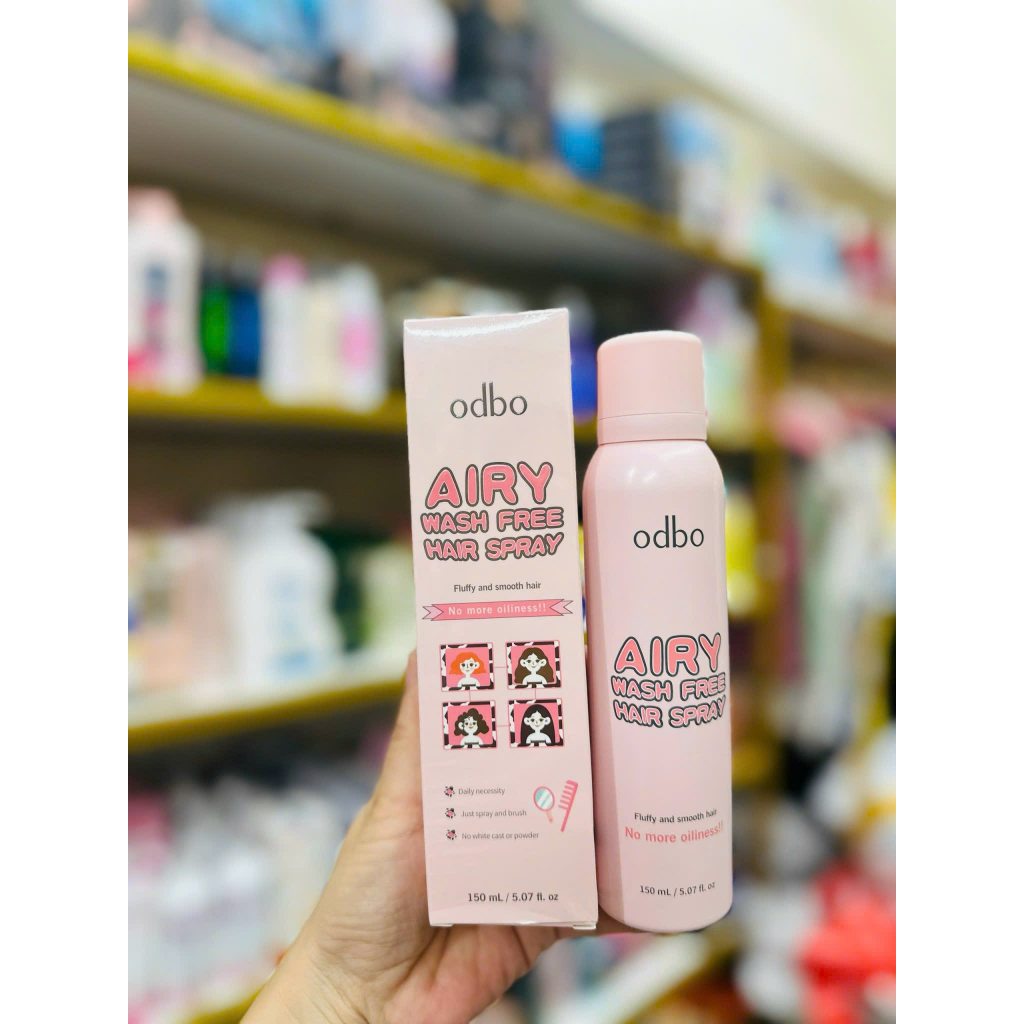 odbo
AIRY
WASH FREE
HAIR SPRAY
Fluffy and smooth hair
No more oiliness!!
Daily necessity
Just spray and brush
No white cast or powder
150 mL / 5.07 fl. oz
odbo
AIRY
WASH FREE
HAIR SPRAY
Fluffy and smooth hair
No more oiliness!!
150 mL / 5.07 fl. oz